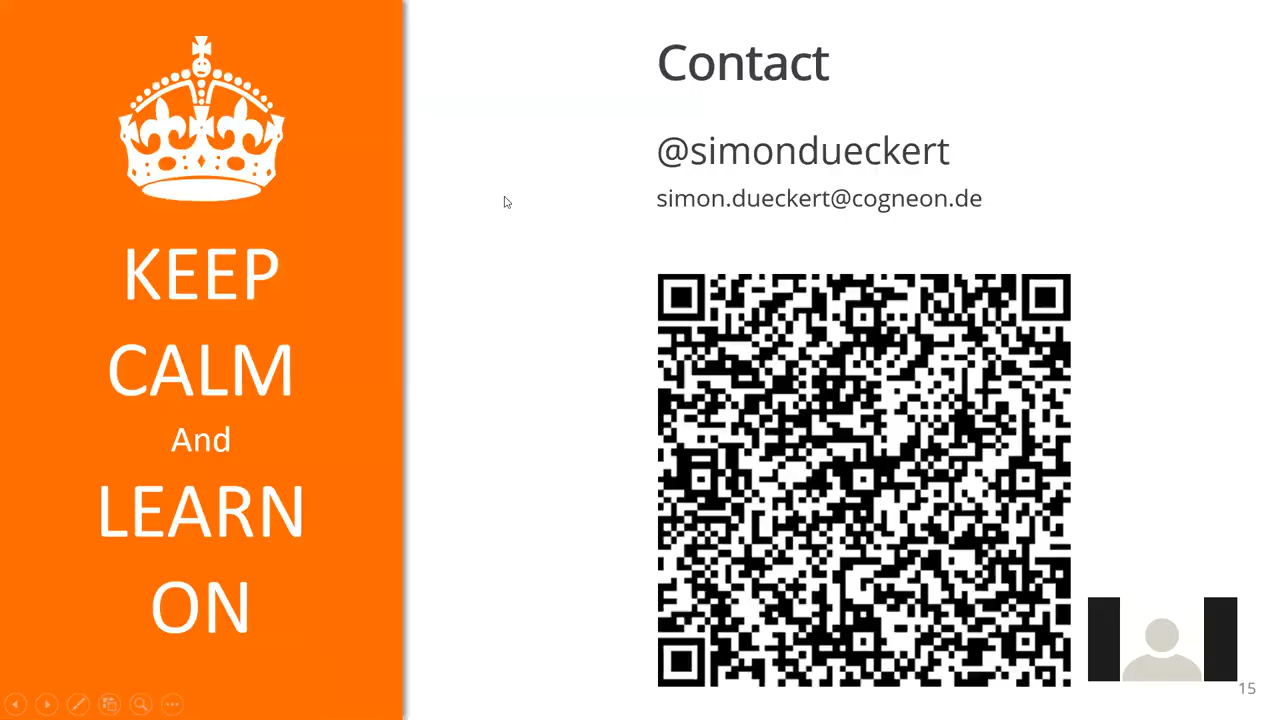 KEEP
CALM
And
LEARN
ON
Contact
@simondueckert
simon.dueckert@cogneon.de
15